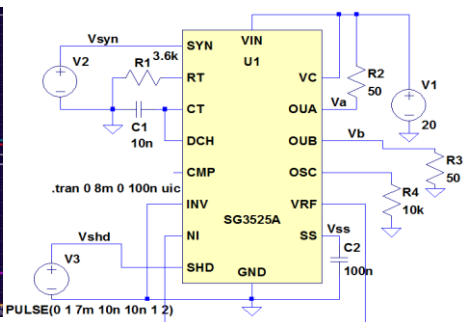 Vsyn
V2
R1
3.6k
C1
10n
.tran 0 8m 0 100n uic
Vshd
V3
PULSE(0 1 7m 10n 10n 1 2)
SYN
RT
CT
DCH
CMP
INV
NI
SHD
VIN
U1
VC
OUA
OUB
OSC
VRF
SS
SG3525A
GND
R2
50
Va
V1
20
Vb
R3
50
R4
10k
Vss
C2
100n